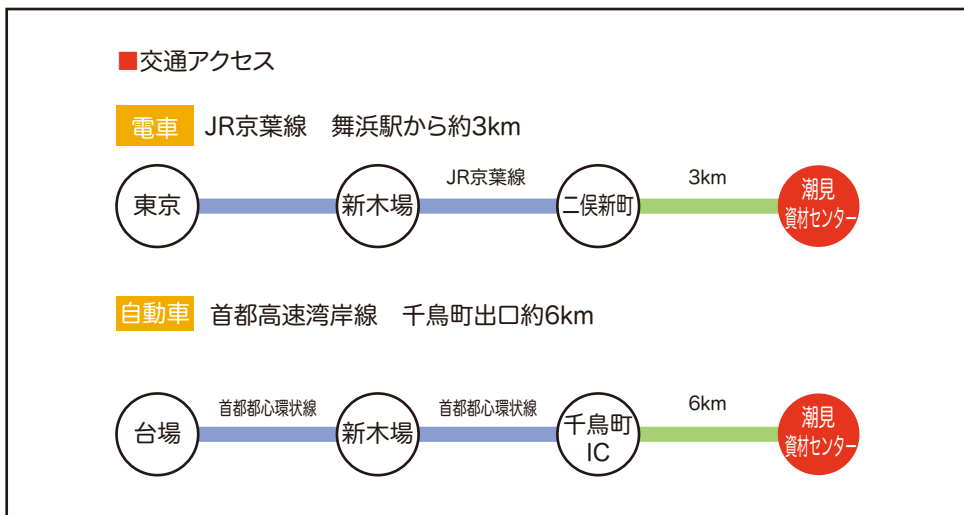 ■交通アクセス
電車 JR京葉線 舞浜駅から約3km
JR京葉線 3km
東京 新木場 二俣新町 潮見
資材センター
自動車 首都高速湾岸線 千鳥町出口約6km
首都都心環状線 首都都心環状線 6km
台場 新木場 千鳥町
IC
潮見
資材センター